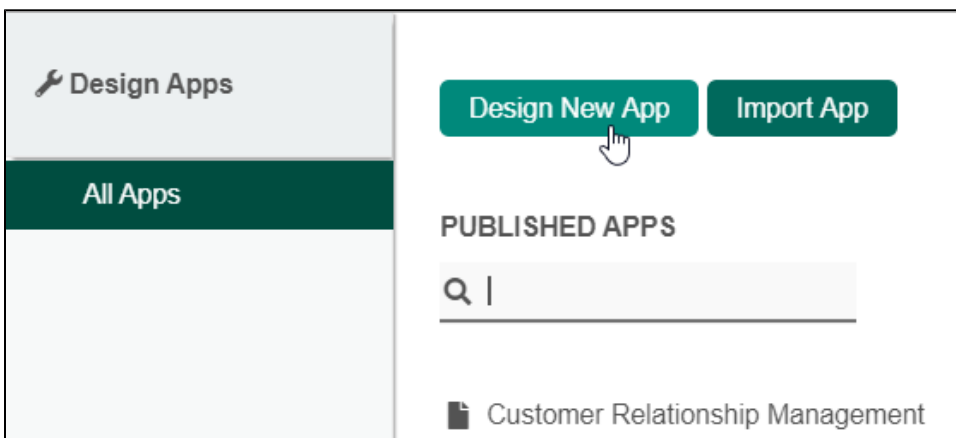 Design Apps
All Apps
Design New App
Import App
PUBLISHED APPS
Customer Relationship Management